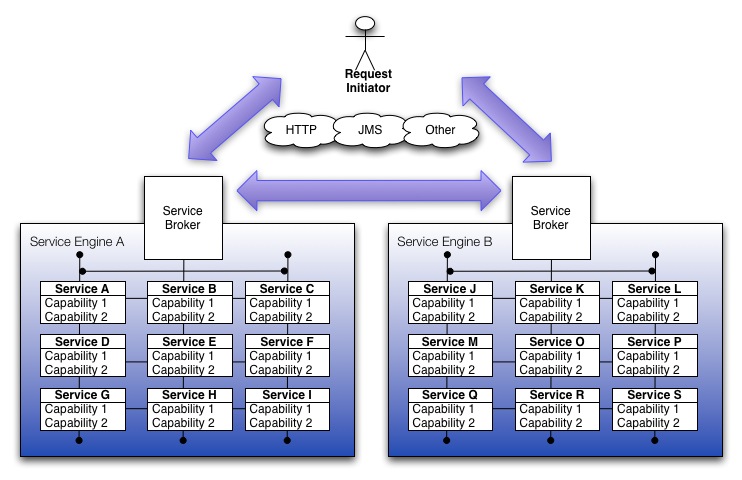 Request
Initiator
HTTP
JMS
Other
Service
Broker
Service
Broker
Service Engine A
Service Engine B
Service A
Capability 1
Capability 2
Service B
Capability 1
Capability 2
Service C
Capability 1
Capability 2
Service D
Capability 1
Capability 2
Service E
Capability 1
Capability 2
Service F
Capability 1
Capability 2
Service G
Capability 1
Capability 2
Service H
Capability 1
Capability 2
Service I
Capability 1
Capability 2
Service J
Capability 1
Capability 2
Service K
Capability 1
Capability 2
Service L
Capability 1
Capability 2
Service M
Capability 1
Capability 2
Service O
Capability 1
Capability 2
Service P
Capability 1
Capability 2
Service Q
Capability 1
Capability 2
Service R
Capability 1
Capability 2
Service S
Capability 1
Capability 2